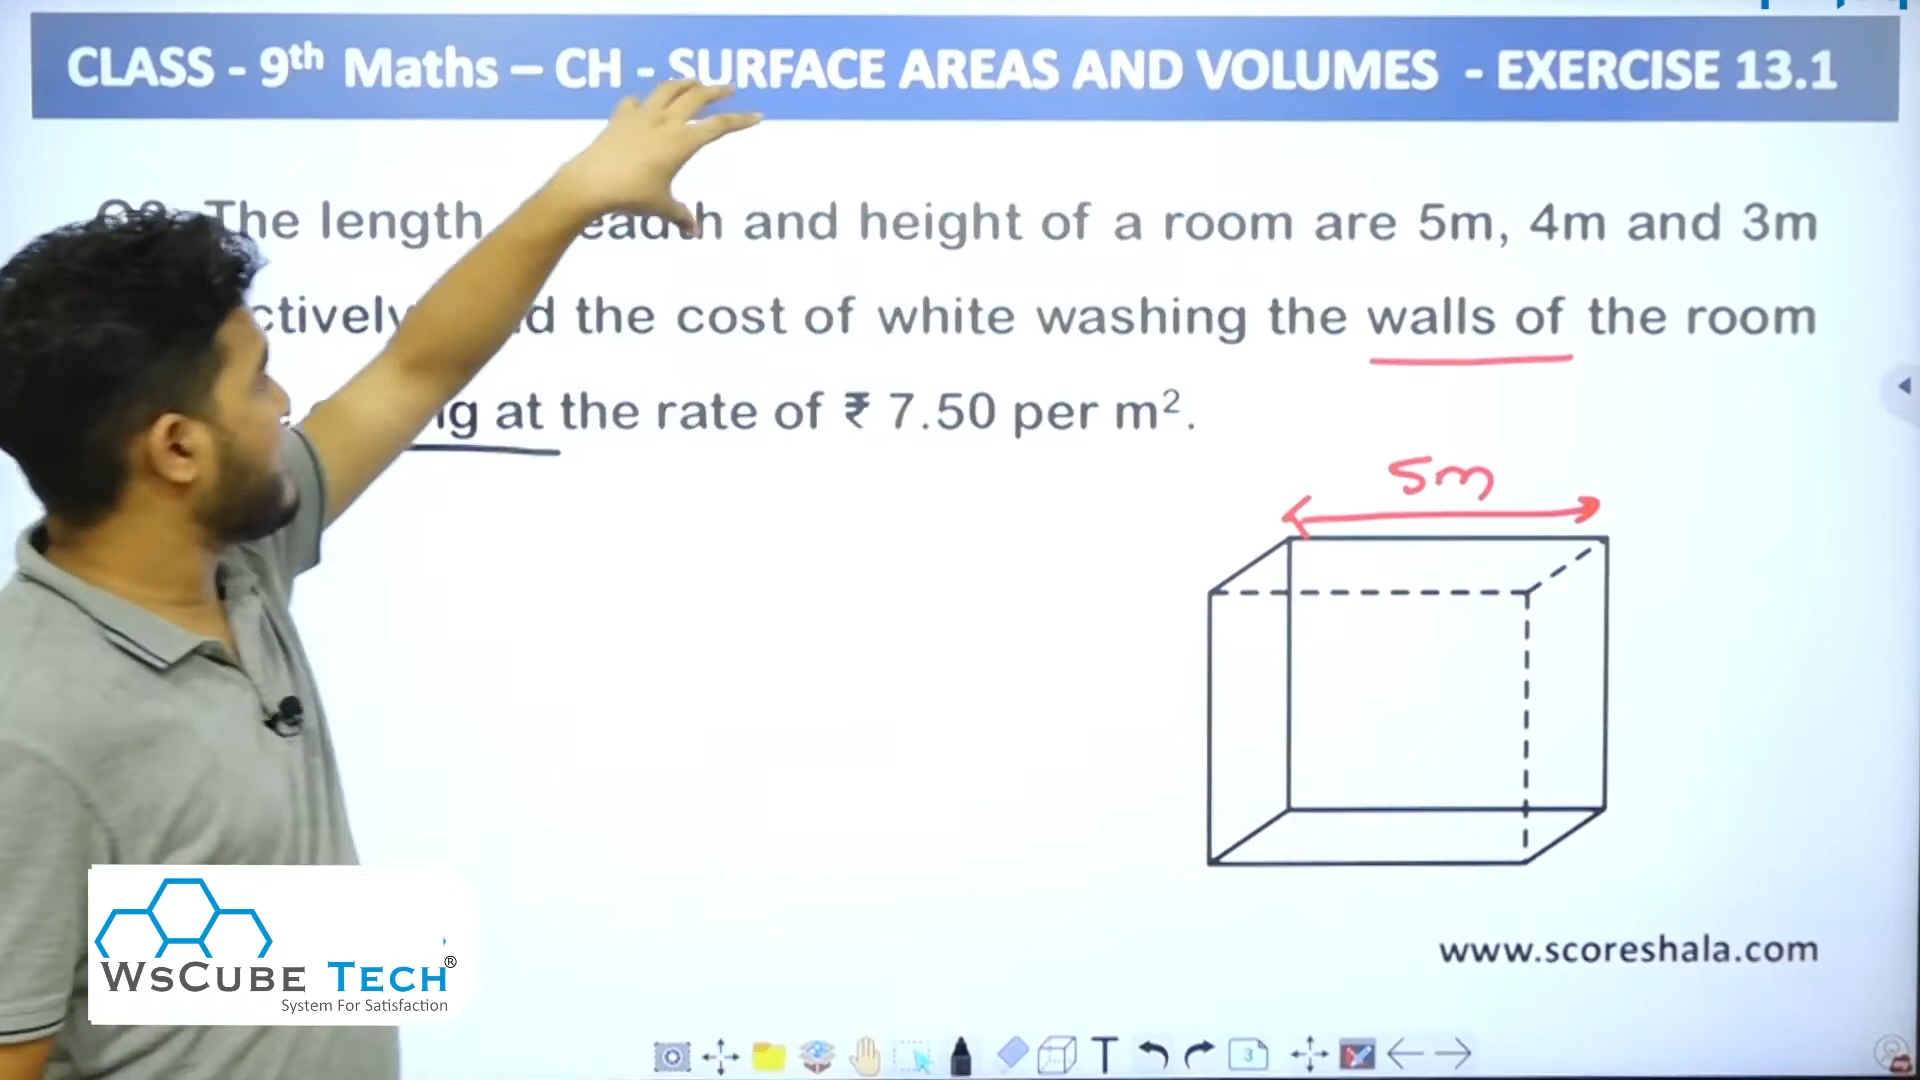 CLASS - 9th Maths – CH - SURFACE AREAS AND VOLUMES - EXERCISE 13.1
The length and height of a room are 5m, 4m and 3m
the cost of white washing the walls of the room
at the rate of ₹ 7.50 per m².
5m
www.scoreshala.com
WSCUBE TECH®
System For Satisfaction
T
3